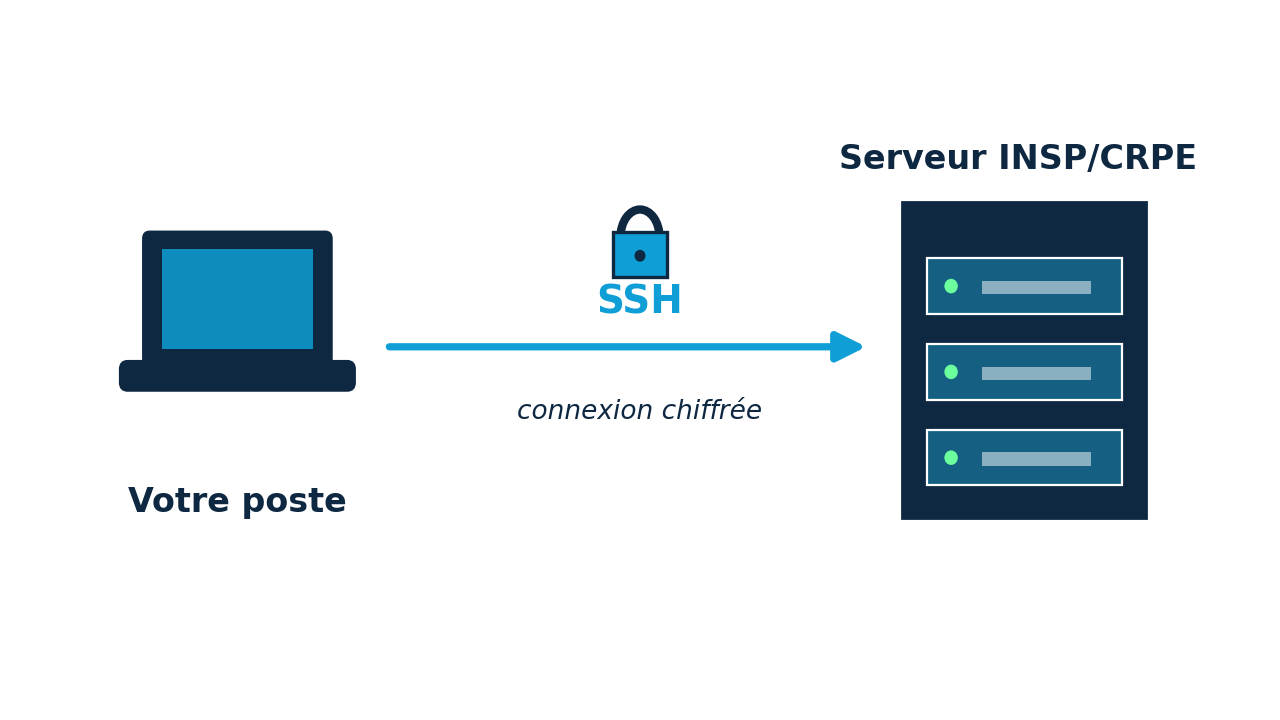 Serveur INSP/CRPE
SSH
connexion chiffrée
Votre poste